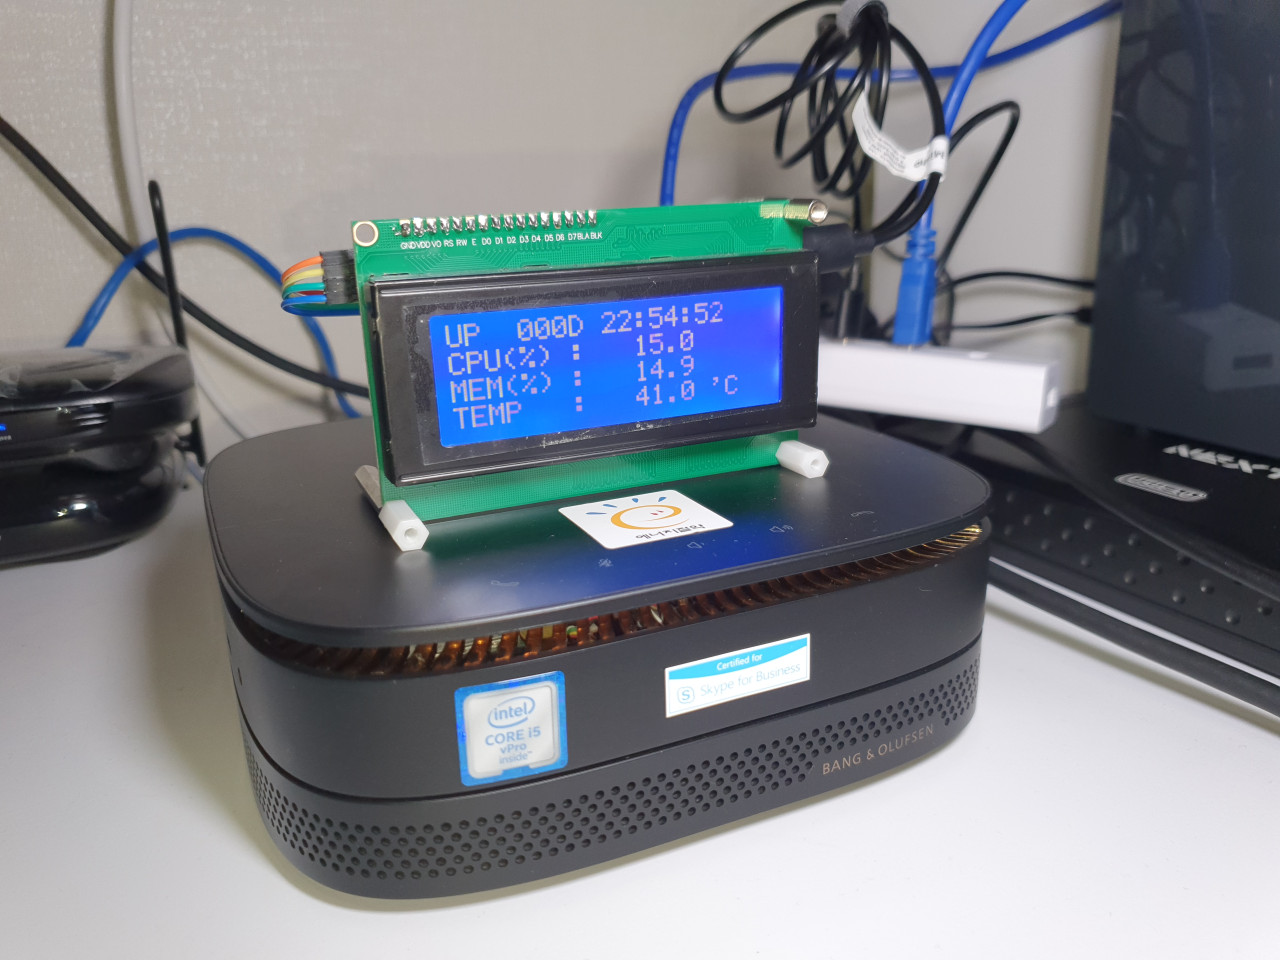 GND VDD VO RS RW E D0 D1 D2 D3 D4 D5 D6 D7 BLA BLK
UP 000D 22:54:52
CPU(%) : 15.0
MEM(%) : 14.9
TEMP : 41.0 'C
Certified for
S Skype for Business
intel
CORE i5
vPro
inside™
BANG & OLUFSEN